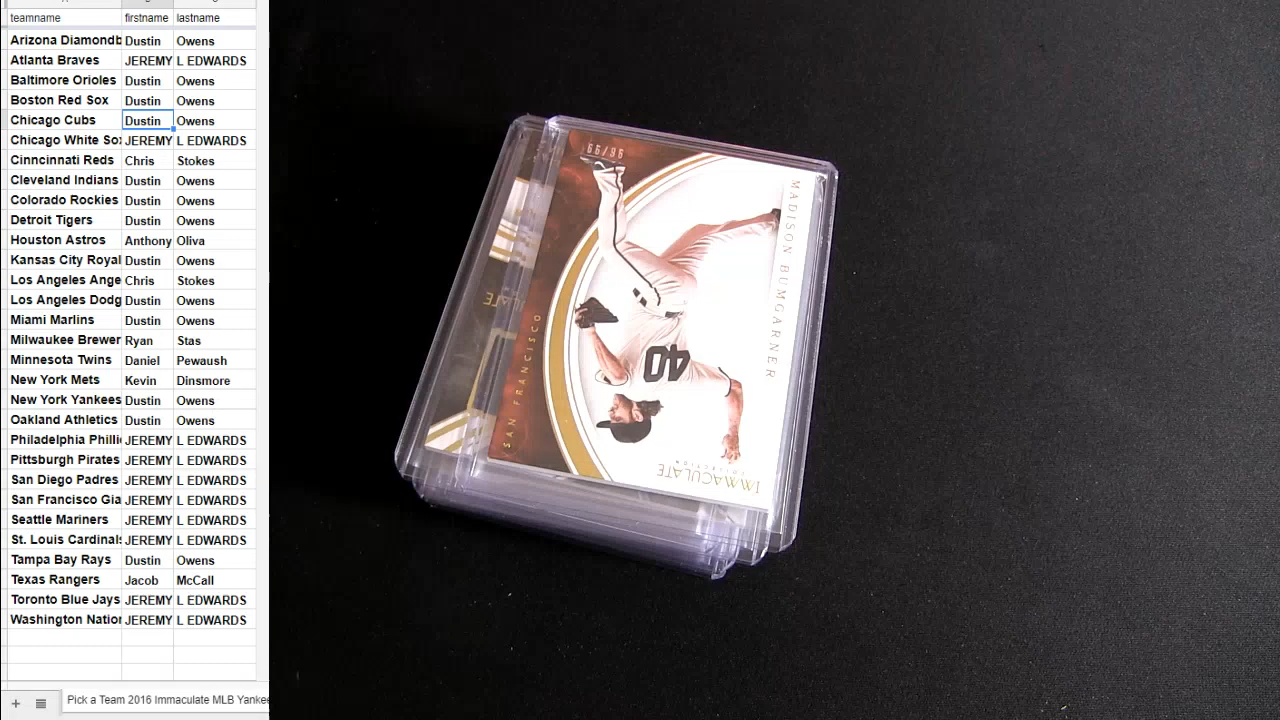 teamname firstname lastname
Arizona Diamondb Dustin Owens
Atlanta Braves JEREMY L EDWARDS
Baltimore Orioles Dustin Owens
Boston Red Sox Dustin Owens
Chicago Cubs Dustin Owens
Chicago White Sox JEREMY L EDWARDS
Cinncinnati Reds Chris Stokes
Cleveland Indians Dustin Owens
Colorado Rockies Dustin Owens
Detroit Tigers Dustin Owens
Houston Astros Anthony Oliva
Kansas City Royal Dustin Owens
Los Angeles Ange Chris Stokes
Los Angeles Dodg Dustin Owens
Miami Marlins Dustin Owens
Milwaukee Brewer Ryan Stas
Minnesota Twins Daniel Pewaush
New York Mets Kevin Dinsmore
New York Yankees Dustin Owens
Oakland Athletics Dustin Owens
Philadelphia Philli JEREMY L EDWARDS
Pittsburgh Pirates JEREMY L EDWARDS
San Diego Padres JEREMY L EDWARDS
San Francisco Gia JEREMY L EDWARDS
Seattle Mariners JEREMY L EDWARDS
St. Louis Cardinals JEREMY L EDWARDS
Tampa Bay Rays Dustin Owens
Texas Rangers Jacob McCall
Toronto Blue Jays JEREMY L EDWARDS
Washington Nation JEREMY L EDWARDS
Pick a Team 2016 Immaculate MLB Yankee
MADISON BUMGARNER
SAN FRANCISCO
40
IMMACULATE
COLLECTION